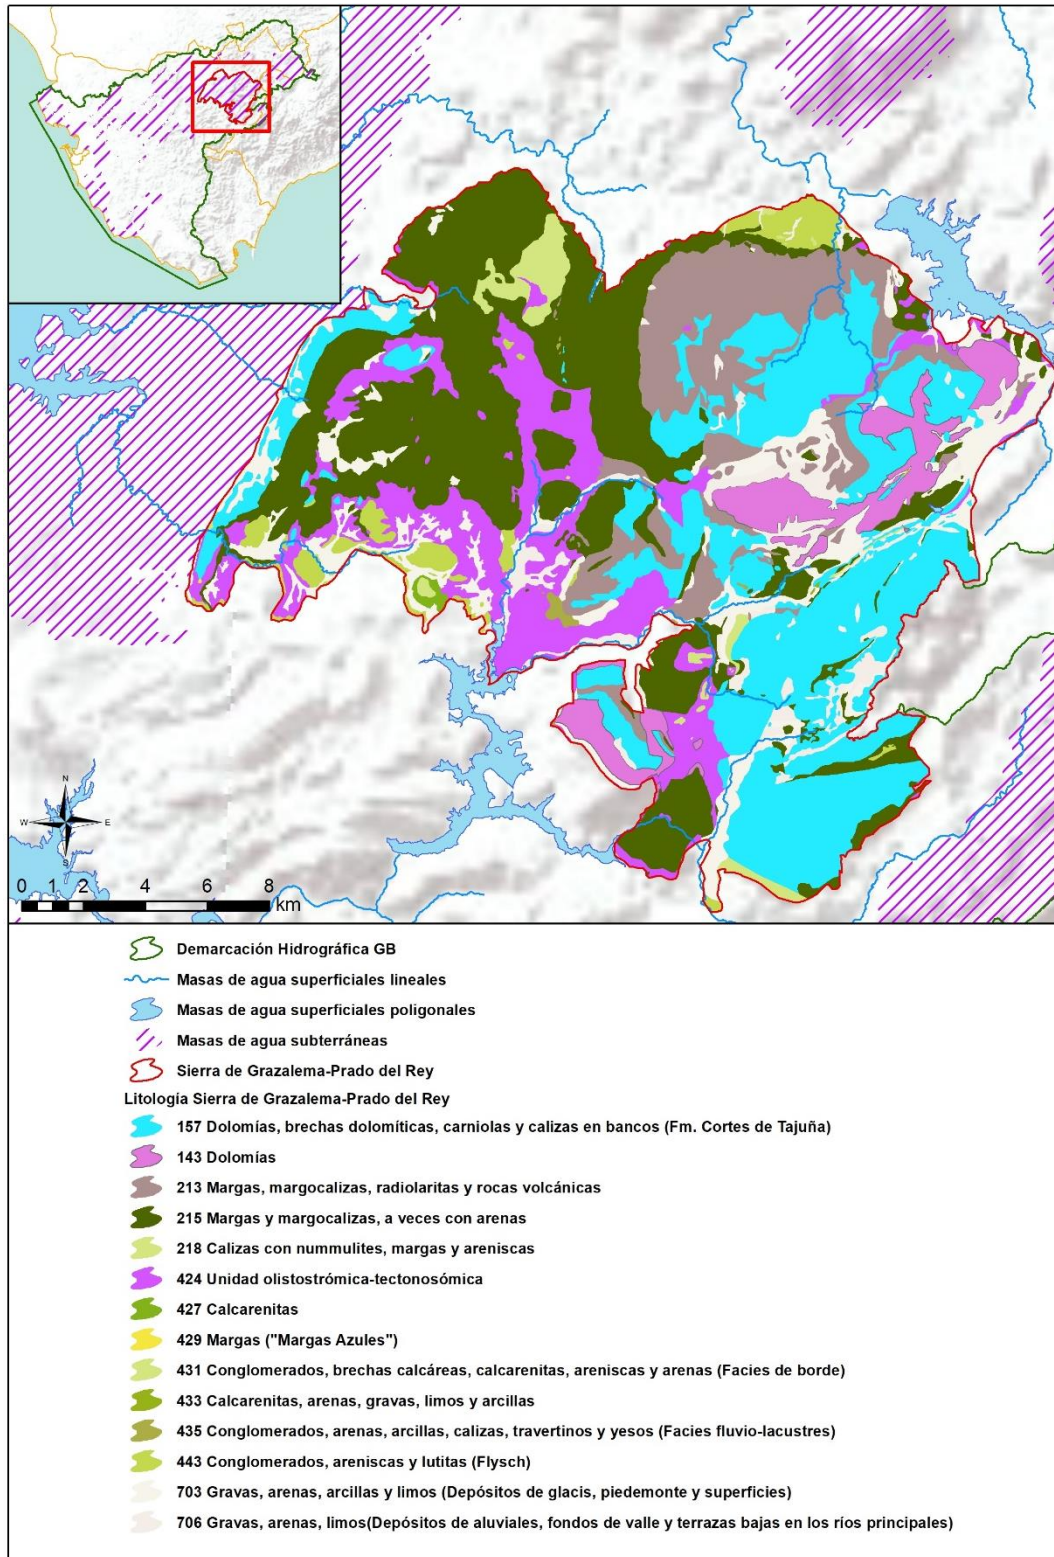 N
W E
S
0 1 2 4 6 8
km
Demarcación Hidrográfica GB
Masas de agua superficiales lineales
Masas de agua superficiales poligonales
Masas de agua subterráneas
Sierra de Grazalema-Prado del Rey
Litología Sierra de Grazalema-Prado del Rey
157 Dolomías, brechas dolomíticas, carniolas y calizas en bancos (Fm. Cortes de Tajuña)
143 Dolomías
213 Margas, margocalizas, radiolaritas y rocas volcánicas
215 Margas y margocalizas, a veces con arenas
218 Calizas con nummulites, margas y areniscas
424 Unidad olistostrómica-tectonosómica
427 Calcarenitas
429 Margas ("Margas Azules")
431 Conglomerados, brechas calcáreas, calcarenitas, areniscas y arenas (Facies de borde)
433 Calcarenitas, arenas, gravas, limos y arcillas
435 Conglomerados, arenas, arcillas, calizas, travertinos y yesos (Facies fluvio-lacustres)
443 Conglomerados, areniscas y lutitas (Flysch)
703 Gravas, arenas, arcillas y limos (Depósitos de glacis, piedemonte y superficies)
706 Gravas, arenas, limos(Depósitos de aluviales, fondos de valle y terrazas bajas en los ríos principales)